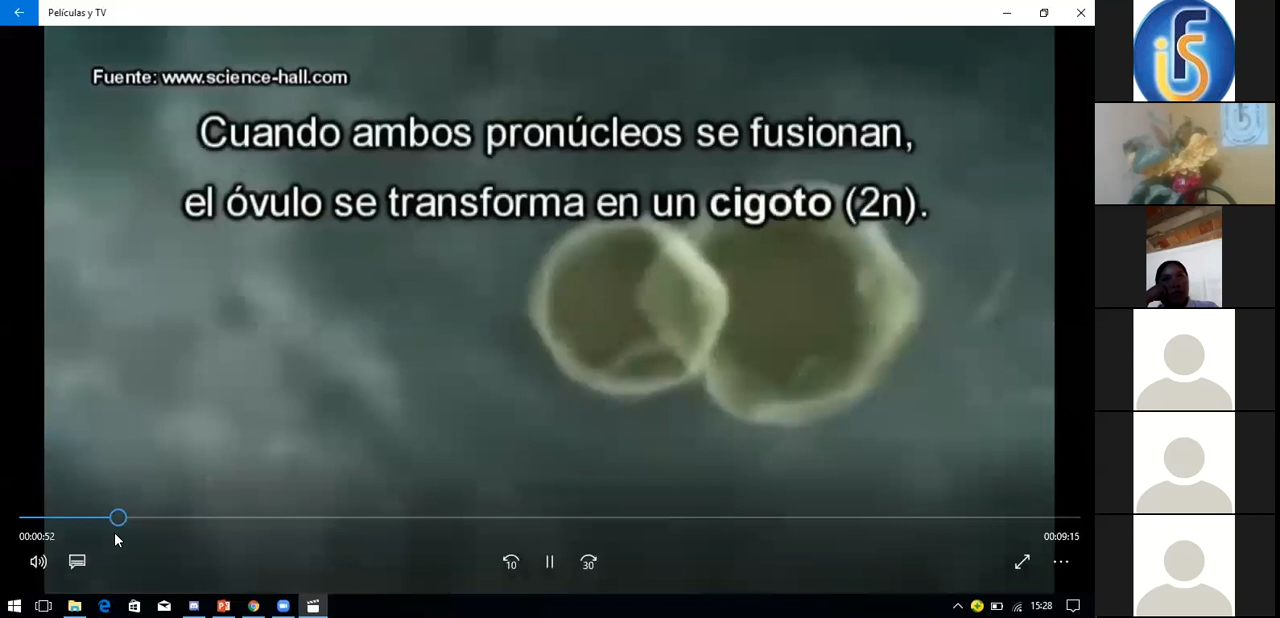 Películas y TV
Fuente: www.science-hall.com
Cuando ambos pronúcleos se fusionan,
el óvulo se transforma en un cigoto (2n).
00:00:52
00:09:15
10
30
15:28